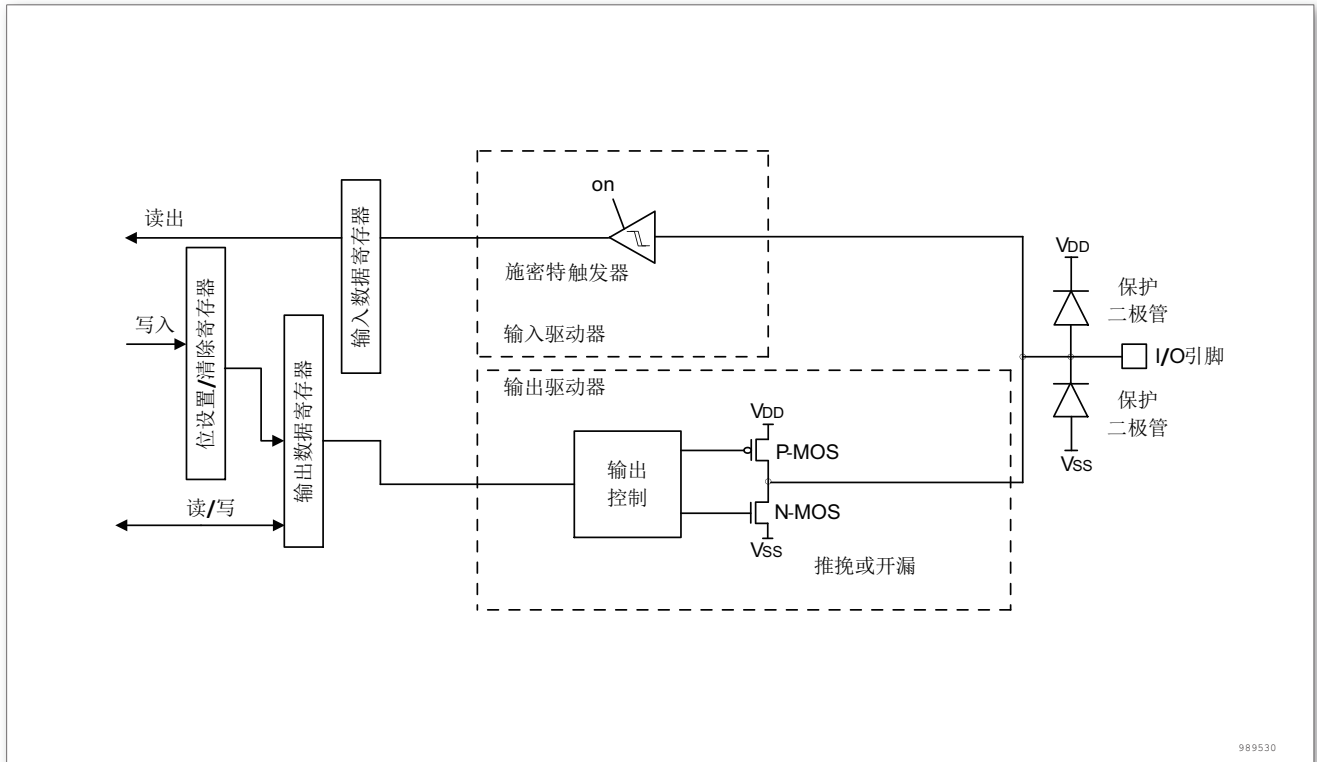 on
读出
输入数据寄存器
施密特触发器
输入驱动器
VDD
保护
二极管
I/O引脚
写入
位设置/清除寄存器
输出数据寄存器
读/写
输出驱动器
VDD
P-MOS
输出
控制
N-MOS
VSS
推挽或开漏
保护
二极管
VSS
989530